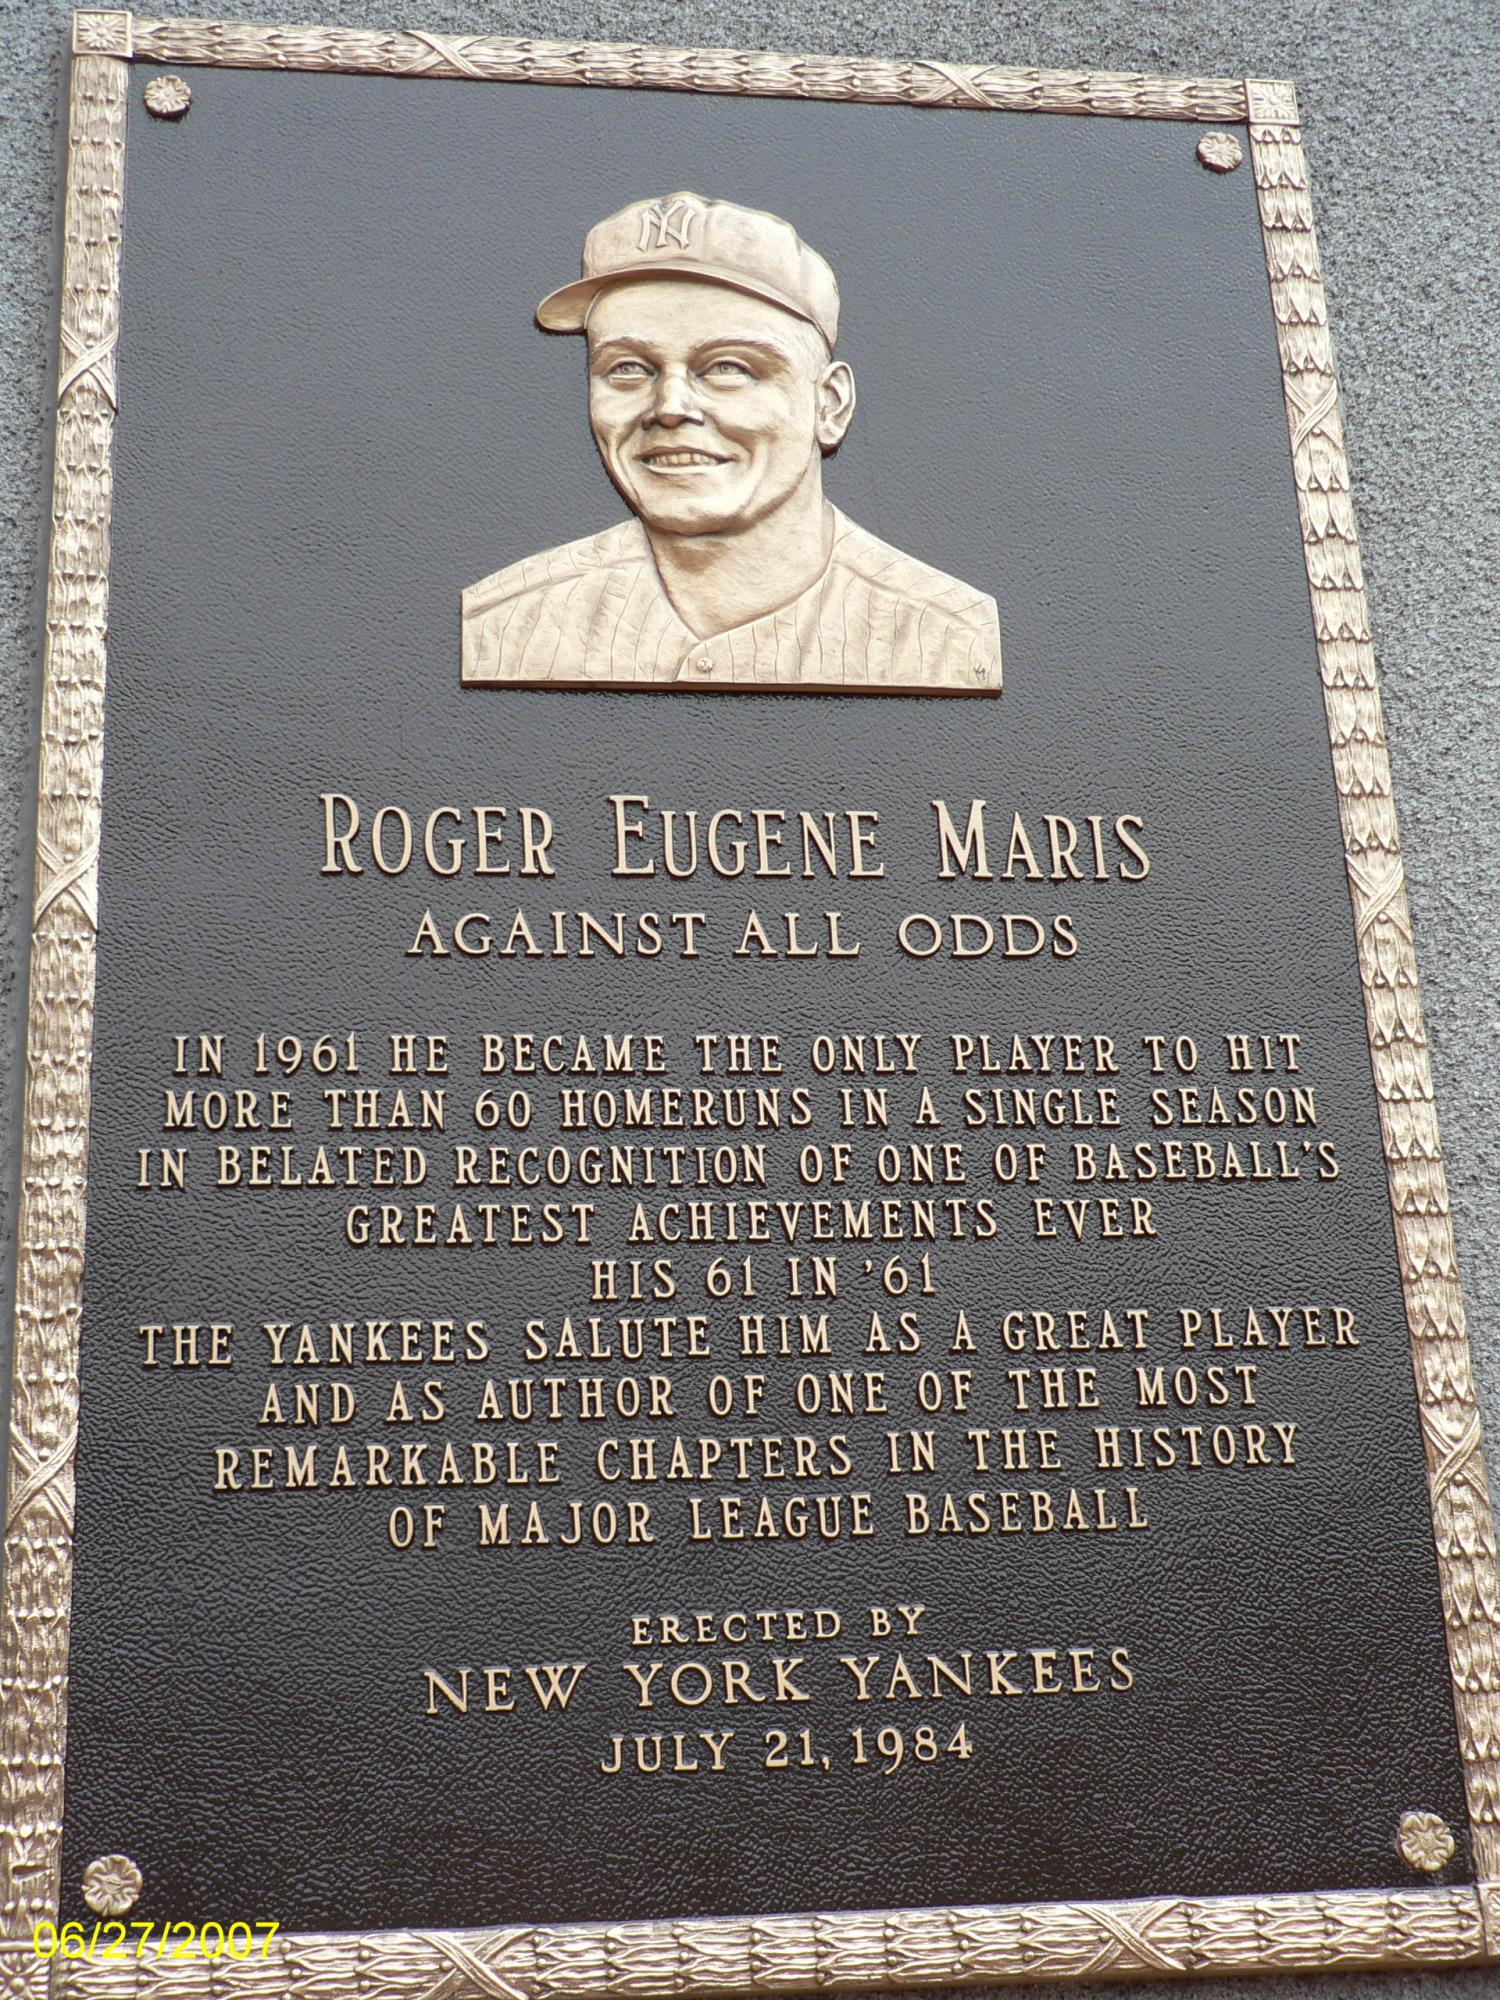 NY
ROGER EUGENE MARIS
AGAINST ALL ODDS
IN 1961 HE BECAME THE ONLY PLAYER TO HIT
MORE THAN 60 HOMERUNS IN A SINGLE SEASON
IN BELATED RECOGNITION OF ONE OF BASEBALL'S
GREATEST ACHIEVEMENTS EVER
HIS 61 IN '61
THE YANKEES SALUTE HIM AS A GREAT PLAYER
AND AS AUTHOR OF ONE OF THE MOST
REMARKABLE CHAPTERS IN THE HISTORY
OF MAJOR LEAGUE BASEBALL
ERECTED BY
NEW YORK YANKEES
JULY 21, 1984
06/27/2007